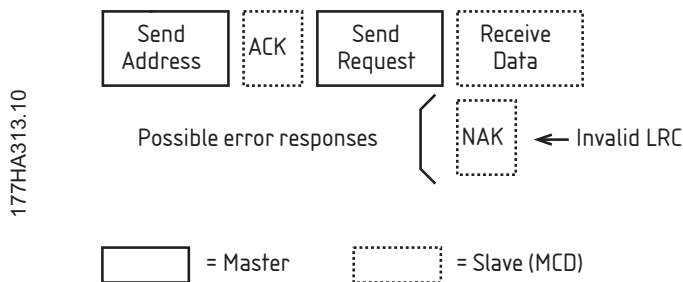 Send
Address
ACK
Send
Request
Receive
Data
177HA313.10
Possible error responses
NAK
Invalid LRC
= Master
= Slave (MCD)